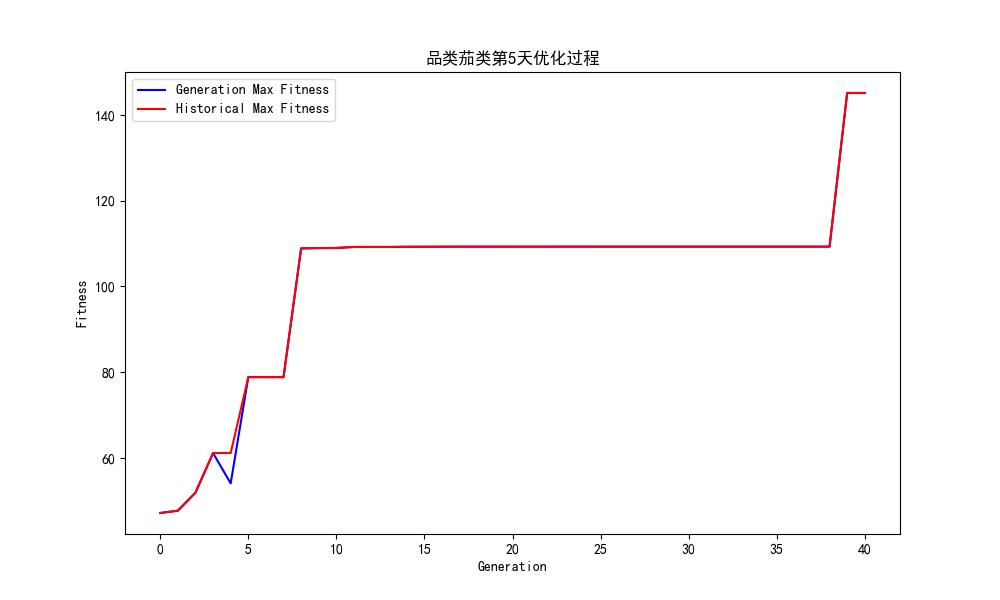 品类茄类第5天优化过程
Generation Max Fitness
Historical Max Fitness
140
120
100
80
60
Fitness
0 5 10 15 20 25 30 35 40
Generation